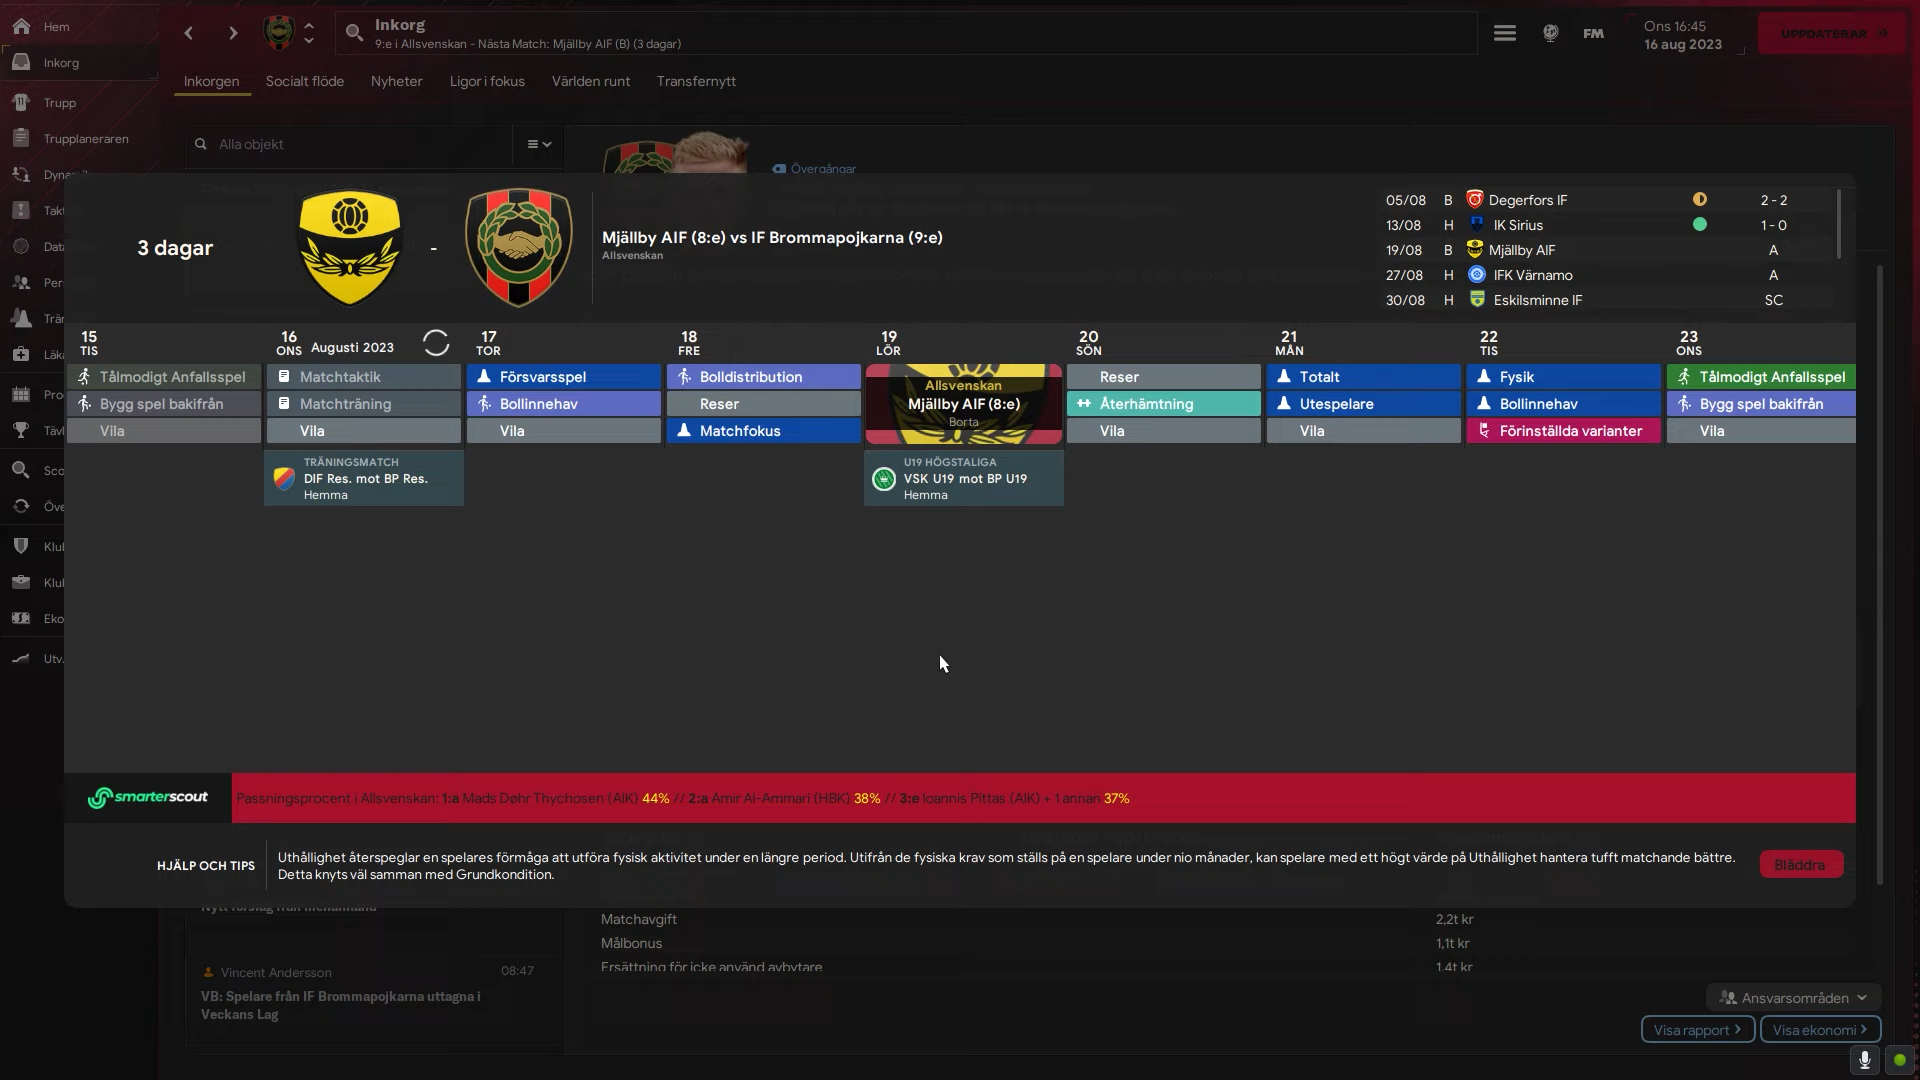 Hem
Inkorg
Trupp
Trupplaneraren
Inkorg
9:e i Allsvenskan - Nästa Match: Mjällby AIF (B) (3 dagar)
FM
Ons 16:45
16 aug 2023
UPPDATERAR
Inkorgen
Socialt flöde
Nyheter
Ligor i fokus
Världen runt
Transfernytt
Alla objekt
Övergångar
3 dagar
-
Mjällby AIF (8:e) vs IF Brommapojkarna (9:e)
Allsvenskan
05/08 B Degerfors IF 2 - 2
13/08 H IK Sirius 1 - 0
19/08 B Mjällby AIF A
27/08 H IFK Värnamo A
30/08 H Eskilsminne IF SC
15
TIS
Tålmodigt Anfallsspel
Bygg spel bakifrån
Vila
16
ONS Augusti 2023
Matchtaktik
Matchträning
Vila
TRÄNINGSMATCH
DIF Res. mot BP Res.
Hemma
17
TOR
Försvarsspel
Bollinnehav
Vila
18
FRE
Bolldistribution
Reser
Matchfokus
19
LÖR
Allsvenskan
Mjällby AIF (8:e)
Borta
U19 HÖGSTALIGA
VSK U19 mot BP U19
Hemma
20
SÖN
Reser
Återhämtning
Vila
21
MÅN
Totalt
Utespelare
Vila
22
TIS
Fysik
Bollinnehav
Förinställda varianter
23
ONS
Tålmodigt Anfallsspel
Bygg spel bakifrån
Vila
smarterscout
Passningsprocent i Allsvenskan: 1:a Mads Døhr Thychosen (AIK) 44% // 2:a Amir Al-Ammari (HBK) 38% // 3:e Ioannis Pittas (AIK) + 1 annan 37%
HJÄLP OCH TIPS
Uthållighet återspeglar en spelares förmåga att utföra fysisk aktivitet under en längre period. Utifrån de fysiska krav som ställs på en spelare under nio månader, kan spelare med ett högt värde på Uthållighet hantera tufft matchande bättre.
Detta knyts väl samman med Grundkondition.
Bläddra
Matchavgift 2,2t kr
Målbonus 1,1t kr
Ersättning för icke använd avbytare 1,4t kr
Vincent Andersson 08:47
VB: Spelare från IF Brommapojkarna uttagna i
Veckans Lag
Ansvarsområden
Visa rapport
Visa ekonomi